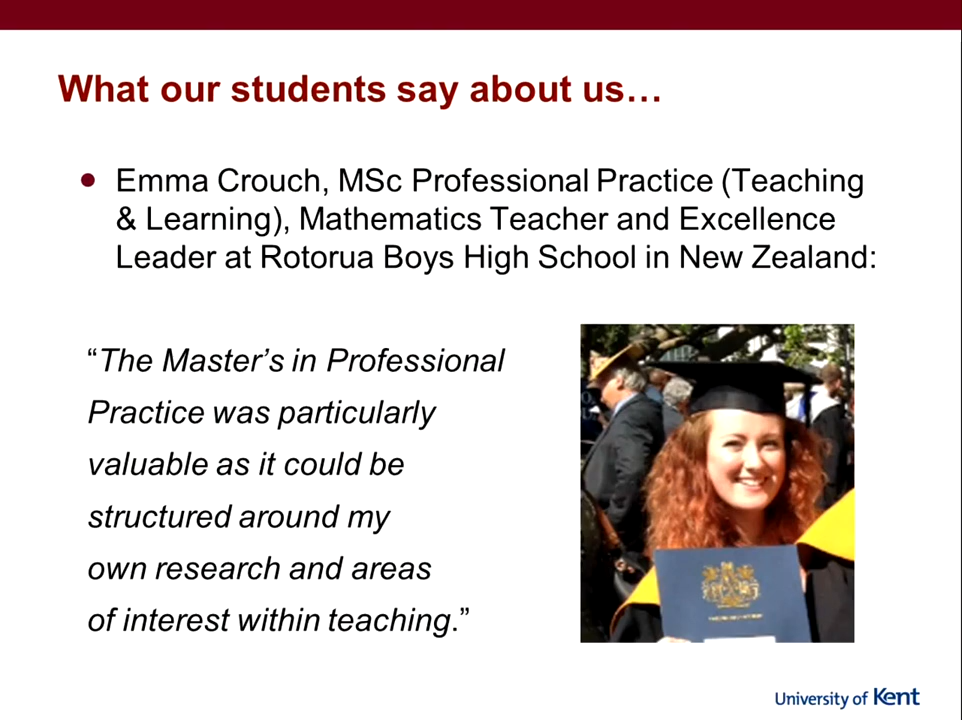 What our students say about us…
• Emma Crouch, MSc Professional Practice (Teaching
& Learning), Mathematics Teacher and Excellence
Leader at Rotorua Boys High School in New Zealand:
“The Master’s in Professional
Practice was particularly
valuable as it could be
structured around my
own research and areas
of interest within teaching.”
University of Kent